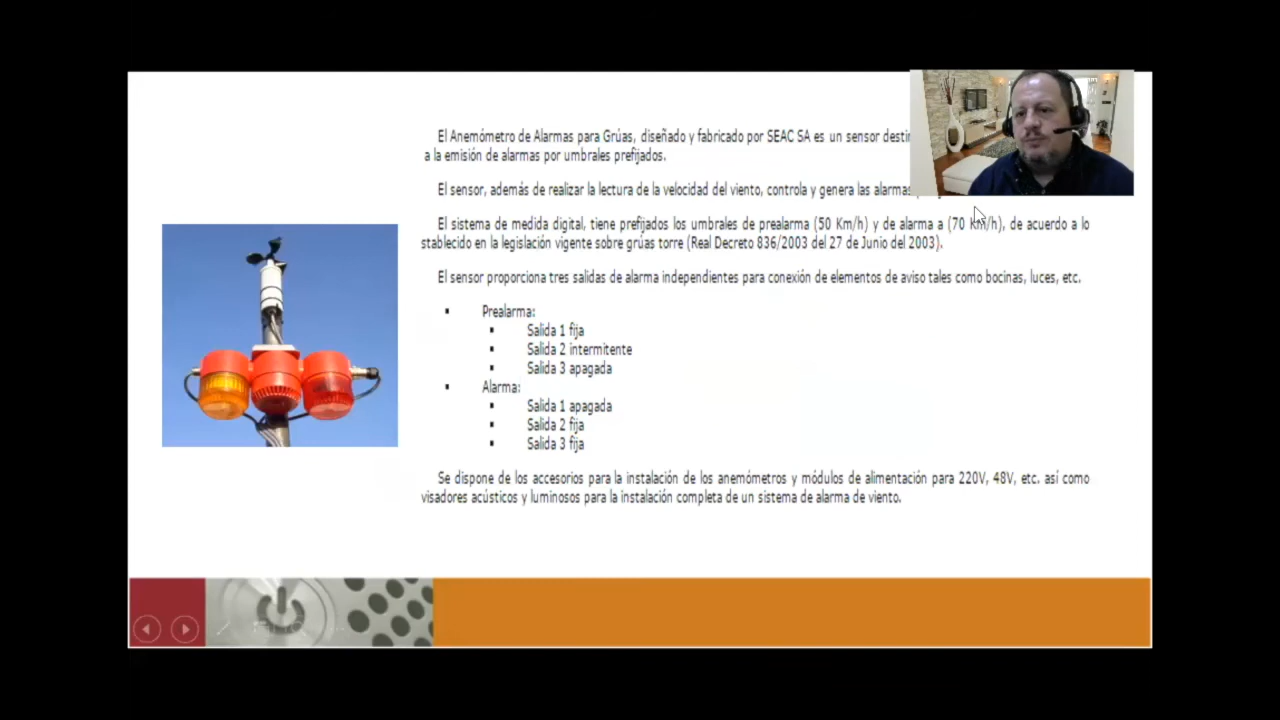 El Anemómetro de Alarmas para Grúas, diseñado y fabricado por SEAC SA es un sensor
a la emisión de alarmas por umbrales prefijados.
El sensor, además de realizar la lectura de la velocidad del viento, controla y genera las alarmas
El sistema de medida digital, tiene prefijados los umbrales de prealarma (50 Km/h) y de alarma a (70 Km/h), de acuerdo a lo
stablecido en la legislación vigente sobre grúas torre (Real Decreto 836/2003 del 27 de Junio del 2003).
El sensor proporciona tres salidas de alarma independientes para conexión de elementos de aviso tales como bocinas, luces, etc.
▪ Prealarma:
▪ Salida 1 fija
▪ Salida 2 intermitente
▪ Salida 3 apagada
▪ Alarma:
▪ Salida 1 apagada
▪ Salida 2 fija
▪ Salida 3 fija
Se dispone de los accesorios para la instalación de los anemómetros y módulos de alimentación para 220V, 48V, etc. así como
visadores acústicos y luminosos para la instalación completa de un sistema de alarma de viento.